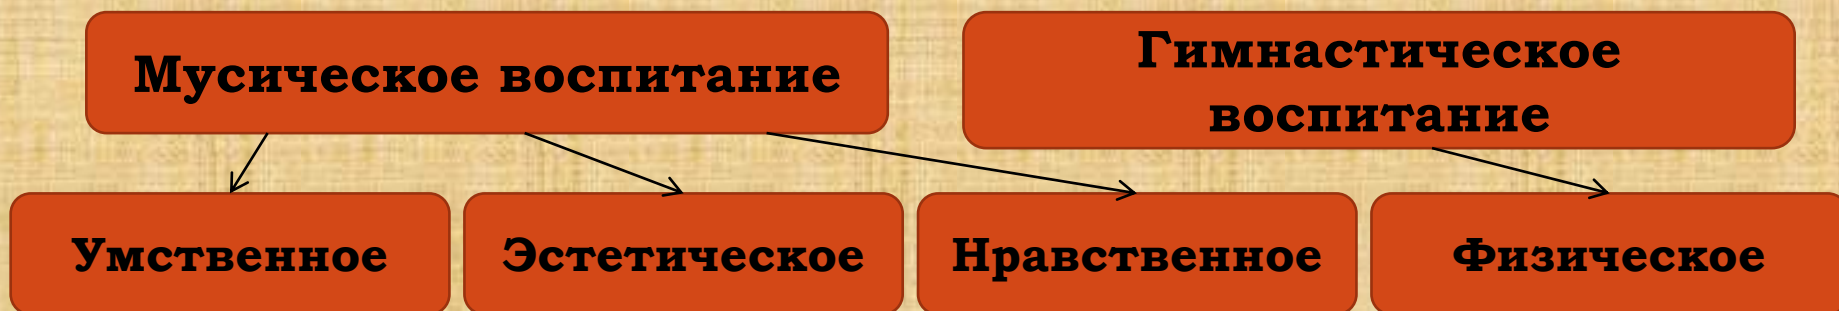 Мусическое воспитание
Гимнастическое
воспитание
Умственное
Эстетическое
Нравственное
Физическое